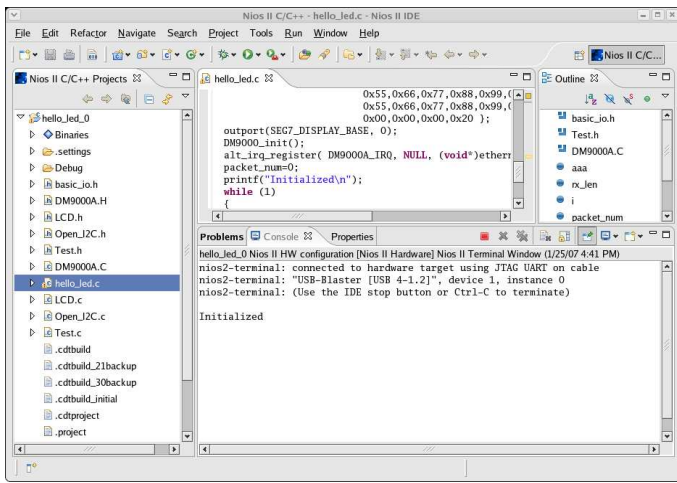 Nios II C/C++ - hello_led.c - Nios II IDE
File Edit Refactor Navigate Search Project Tools Run Window Help
Nios II C/C...
Nios II C/C++ Projects
hello_led_0
Binaries
.settings
Debug
basic_io.h
DM9000A.H
LCD.h
Open_I2C.h
Test.h
DM9000A.C
hello_led.c
LCD.c
Open_I2C.c
Test.c
.cdtbuild
.cdtbuild_21backup
.cdtbuild_30backup
.cdtbuild_initial
.cdtproject
.project
hello_led.c
0x55,0x66,0x77,0x88,0x99,(
0x55,0x66,0x77,0x88,0x99,(
0x00,0x00,0x00,0x20 };
outport(SEG7_DISPLAY_BASE, 0);
DM9000_init();
alt_irq_register( DM9000A_IRQ, NULL, (void*)ethern
packet_num=0;
printf("Initialized\n");
while (1)
{
Outline
basic_io.h
Test.h
DM9000A.C
aaa
rx_len
i
packet_num
Problems Console Properties
hello_led_0 Nios II HW configuration [Nios II Hardware] Nios II Terminal Window (1/25/07 4:41 PM)
nios2-terminal: connected to hardware target using JTAG UART on cable
nios2-terminal: "USB-Blaster [USB 4-1.2]", device 1, instance 0
nios2-terminal: (Use the IDE stop button or Ctrl-C to terminate)
Initialized